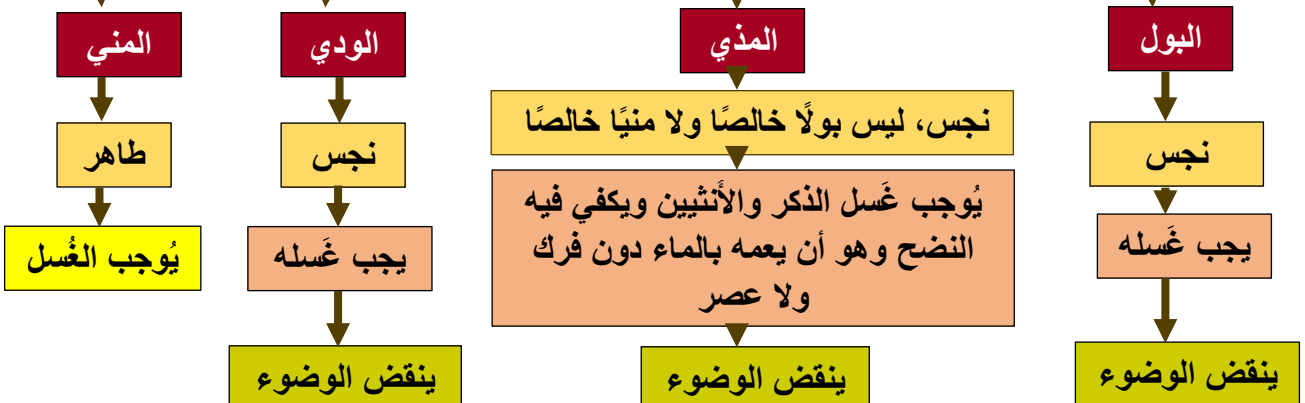 البول
المذي
الودي
المني
نجس
نجس، ليس بولًا خالصًا ولا منيًا خالصًا
نجس
طاهر
يجب غَسله
يُوجب غَسل الذكر والأُنثيين ويكفي فيه
النضح وهو أن يعمه بالماء دون فرك
ولا عصر
يجب غَسله
يُوجب الغُسل
ينقض الوضوء
ينقض الوضوء
ينقض الوضوء